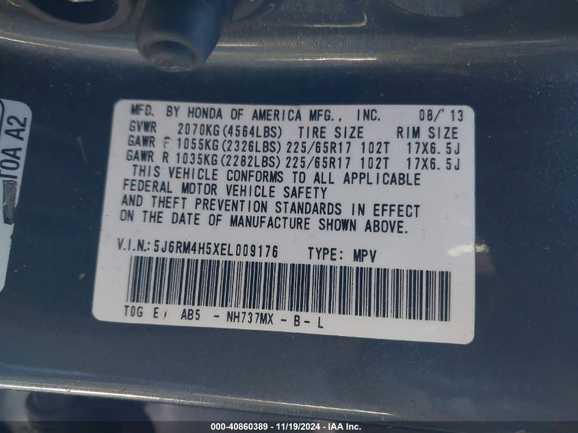 MFD. BY HONDA OF AMERICA MFG., INC. 08/13
GVWR 2070KG(4564LBS) TIRE SIZE RIM SIZE
GAWR F 1055KG(2326LBS) 225/65R17 102T 17X6.5J
GAWR R 1035KG(2282LBS) 225/65R17 102T 17X6.5J
THIS VEHICLE CONFORMS TO ALL APPLICABLE
FEDERAL MOTOR VEHICLE SAFETY
AND THEFT PREVENTION STANDARDS IN EFFECT
ON THE DATE OF MANUFACTURE SHOWN ABOVE.
V.I.N.: 5J6RM4H5XEL009176 TYPE: MPV
T0G E AB5 - NH737MX - B - L
T0A A2
© - 40860389 - 11/19/2024 - IAA Inc.